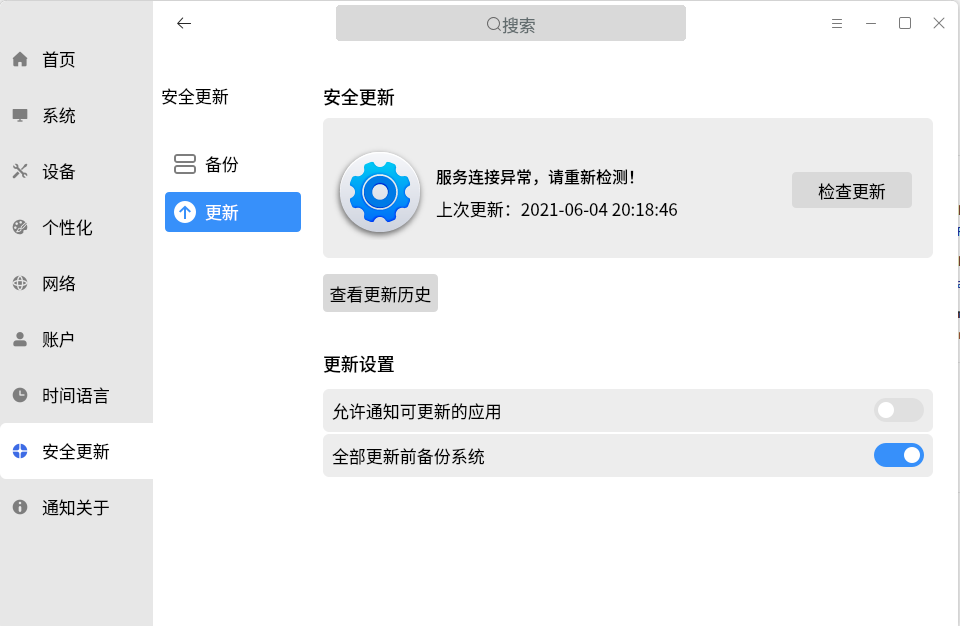 搜索
首页
系统
设备
个性化
网络
账户
时间语言
安全更新
通知关于
安全更新
备份
更新
安全更新
服务连接异常，请重新检测！
上次更新：2021-06-04 20:18:46
检查更新
查看更新历史
更新设置
允许通知可更新的应用
全部更新前备份系统